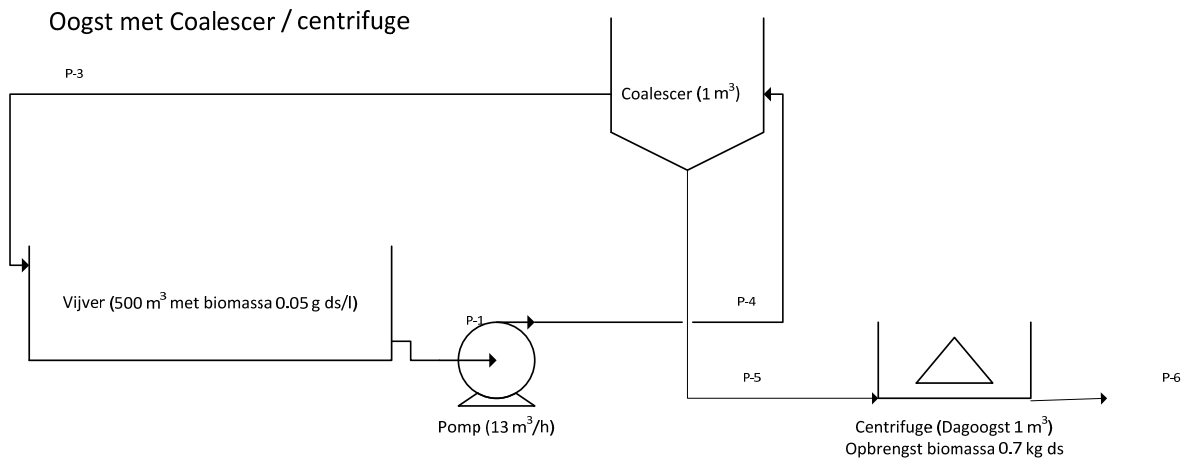 Oogst met Coalescer / centrifuge
P-3
Coalescer (1 m³)
Vijver (500 m³ met biomassa 0.05 g ds/l)
P-1
P-4
P-5
P-6
Pomp (13 m³/h)
Centrifuge (Dagoogst 1 m³)
Opbrengst biomassa 0.7 kg ds